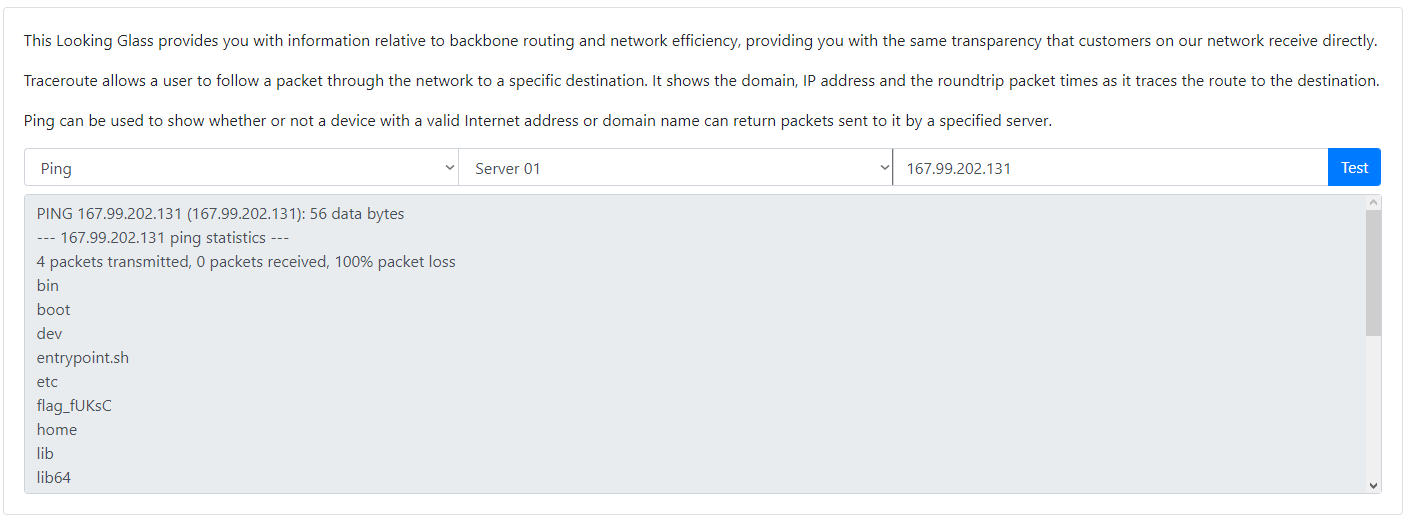 This Looking Glass provides you with information relative to backbone routing and network efficiency, providing you with the same transparency that customers on our network receive directly.
Traceroute allows a user to follow a packet through the network to a specific destination. It shows the domain, IP address and the roundtrip packet times as it traces the route to the destination.
Ping can be used to show whether or not a device with a valid Internet address or domain name can return packets sent to it by a specified server.
Ping Server 01 167.99.202.131 Test
PING 167.99.202.131 (167.99.202.131): 56 data bytes
--- 167.99.202.131 ping statistics ---
4 packets transmitted, 0 packets received, 100% packet loss
bin
boot
dev
entrypoint.sh
etc
flag_fUKsC
home
lib
lib64